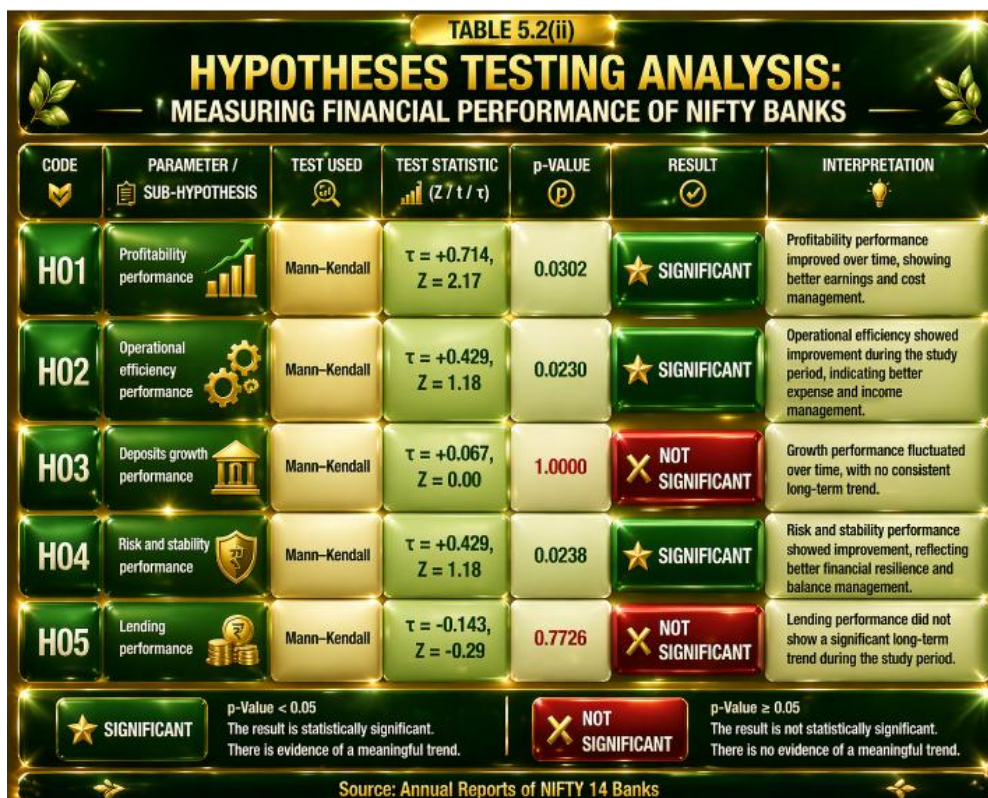 TABLE 5.2(ii)
HYPOTHESES TESTING ANALYSIS:
MEASURING FINANCIAL PERFORMANCE OF NIFTY BANKS
CODE
PARAMETER /
SUB-HYPOTHESIS
TEST USED
TEST STATISTIC
(Z / t / τ)
p-VALUE
P
RESULT
INTERPRETATION
H01
Profitability
performance
Mann–Kendall
τ = +0.714,
Z = 2.17
0.0302
SIGNIFICANT
Profitability performance
improved over time, showing
better earnings and cost
management.
H02
Operational
efficiency
performance
Mann–Kendall
τ = +0.429,
Z = 1.18
0.0230
SIGNIFICANT
Operational efficiency showed
improvement during the study
period, indicating better
expense and income
management.
H03
Deposits growth
performance
Mann–Kendall
τ = +0.067,
Z = 0.00
1.0000
NOT
SIGNIFICANT
Growth performance fluctuated
over time, with no consistent
long-term trend.
H04
Risk and stability
performance
₹
Mann–Kendall
τ = +0.429,
Z = 1.18
0.0238
SIGNIFICANT
Risk and stability performance
showed improvement, reflecting
better financial resilience and
balance management.
H05
Lending
performance
₹
Mann–Kendall
τ = -0.143,
Z = -0.29
0.7726
NOT
SIGNIFICANT
Lending performance did not
show a significant long-term
trend during the study period.
SIGNIFICANT
p-Value < 0.05
The result is statistically significant.
There is evidence of a meaningful trend.
NOT
SIGNIFICANT
p-Value ≥ 0.05
The result is not statistically significant.
There is no evidence of a meaningful trend.
Source: Annual Reports of NIFTY 14 Banks